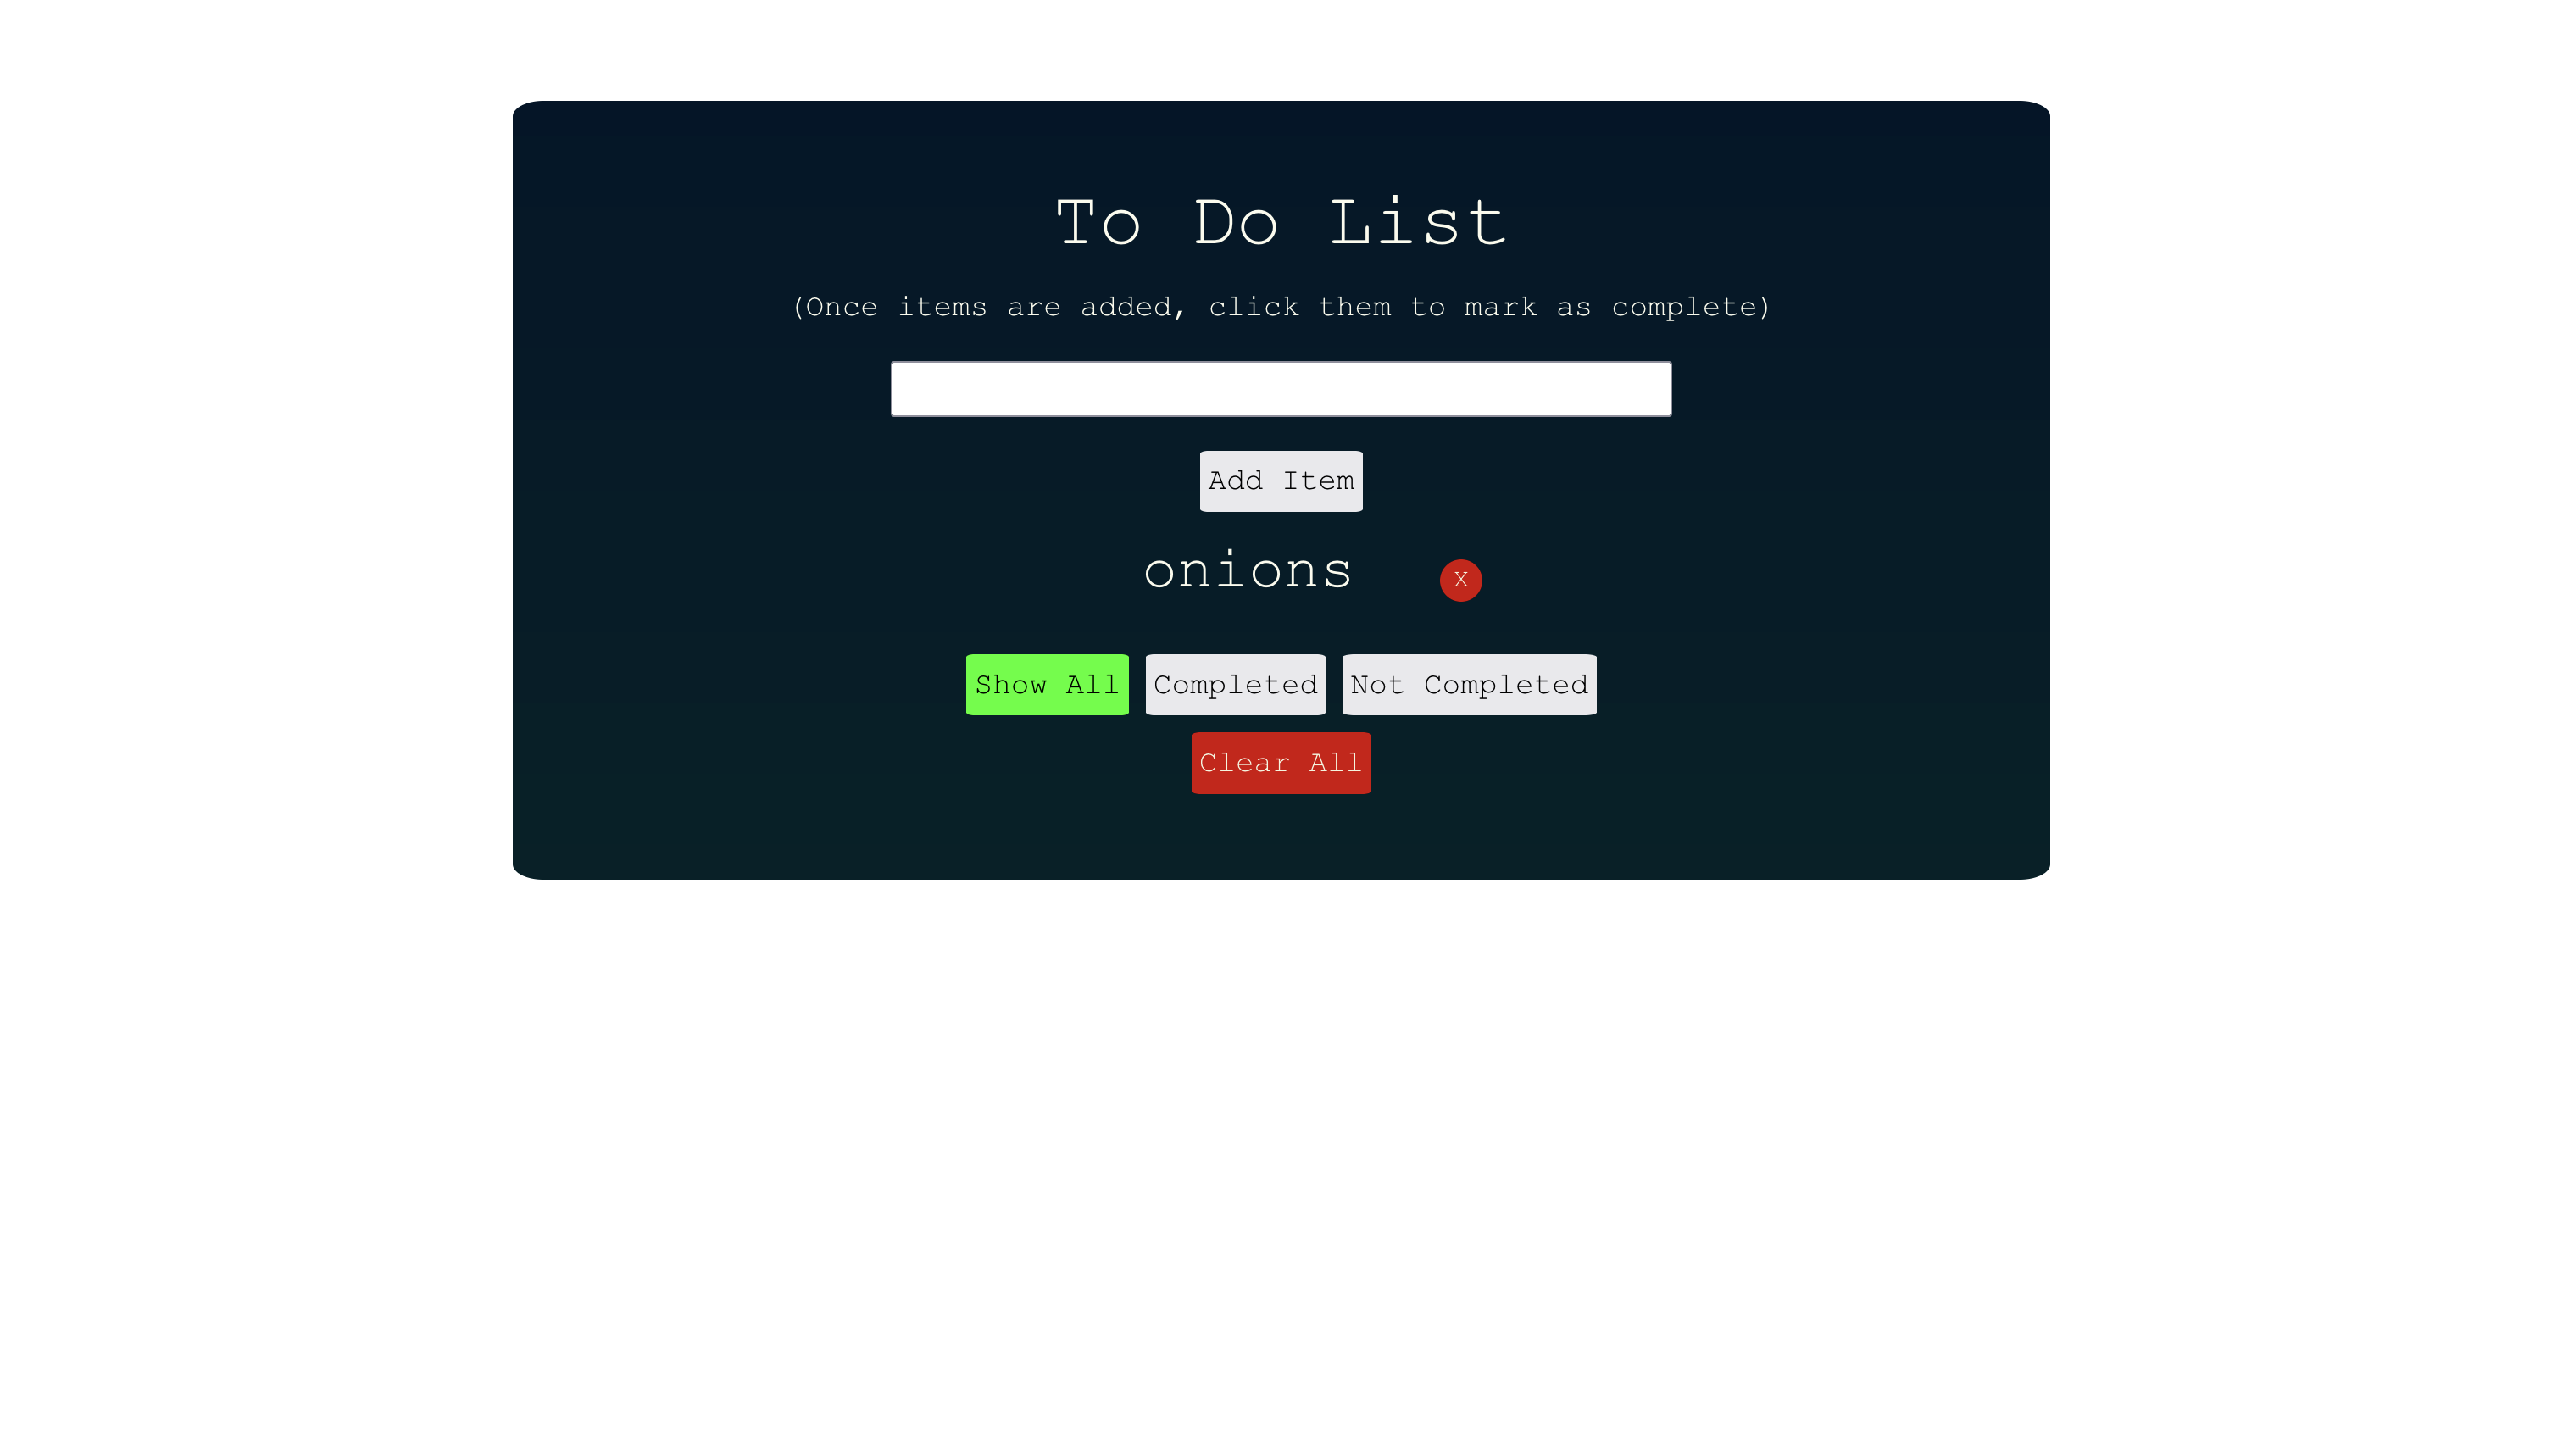 To Do List
(Once items are added, click them to mark as complete)
Add Item
onions X
Show All Completed Not Completed
Clear All